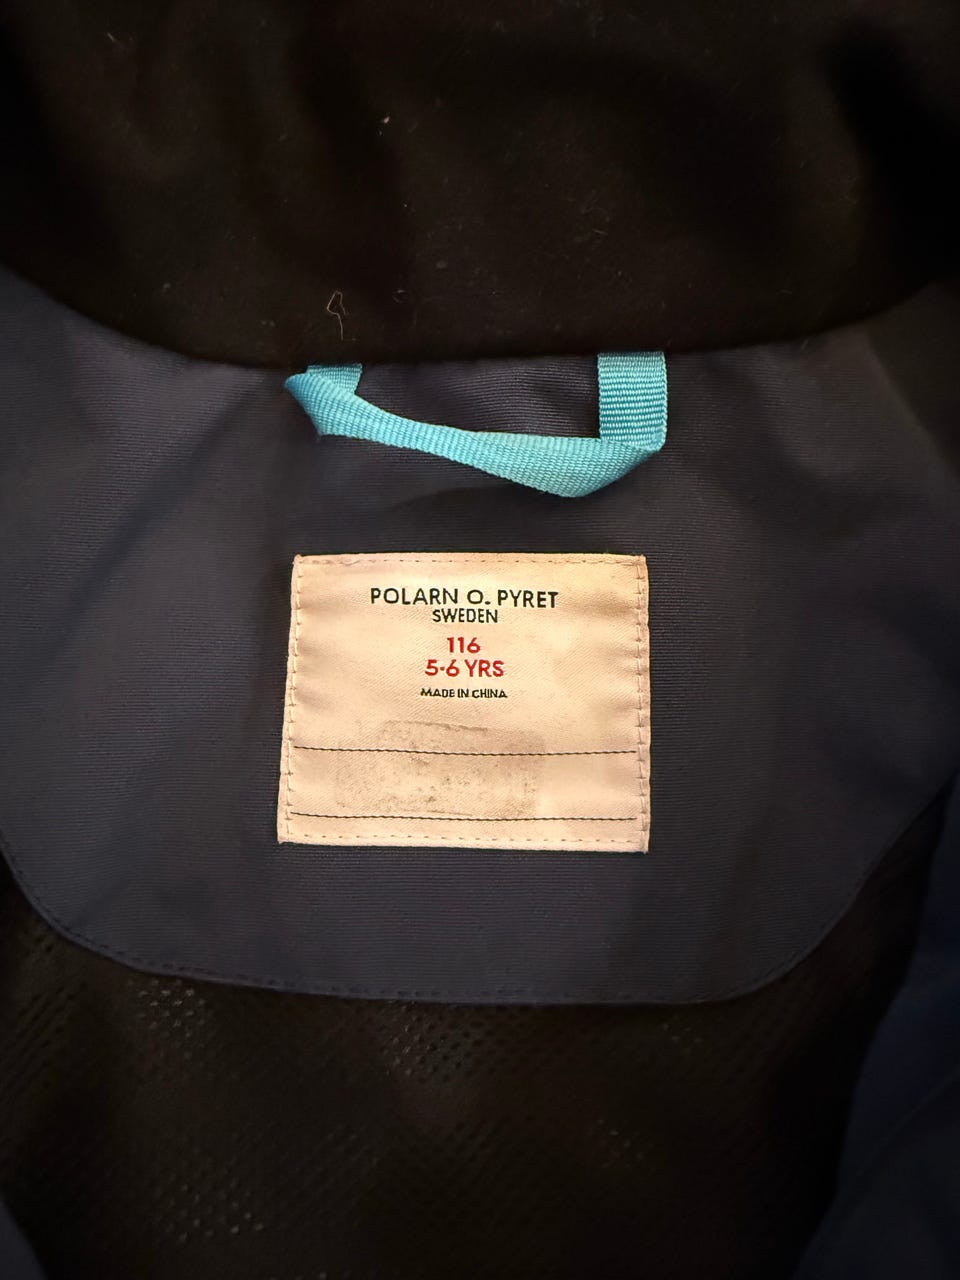 POLARN O. PYRET
SWEDEN
116
5-6 YRS
MADE IN CHINA